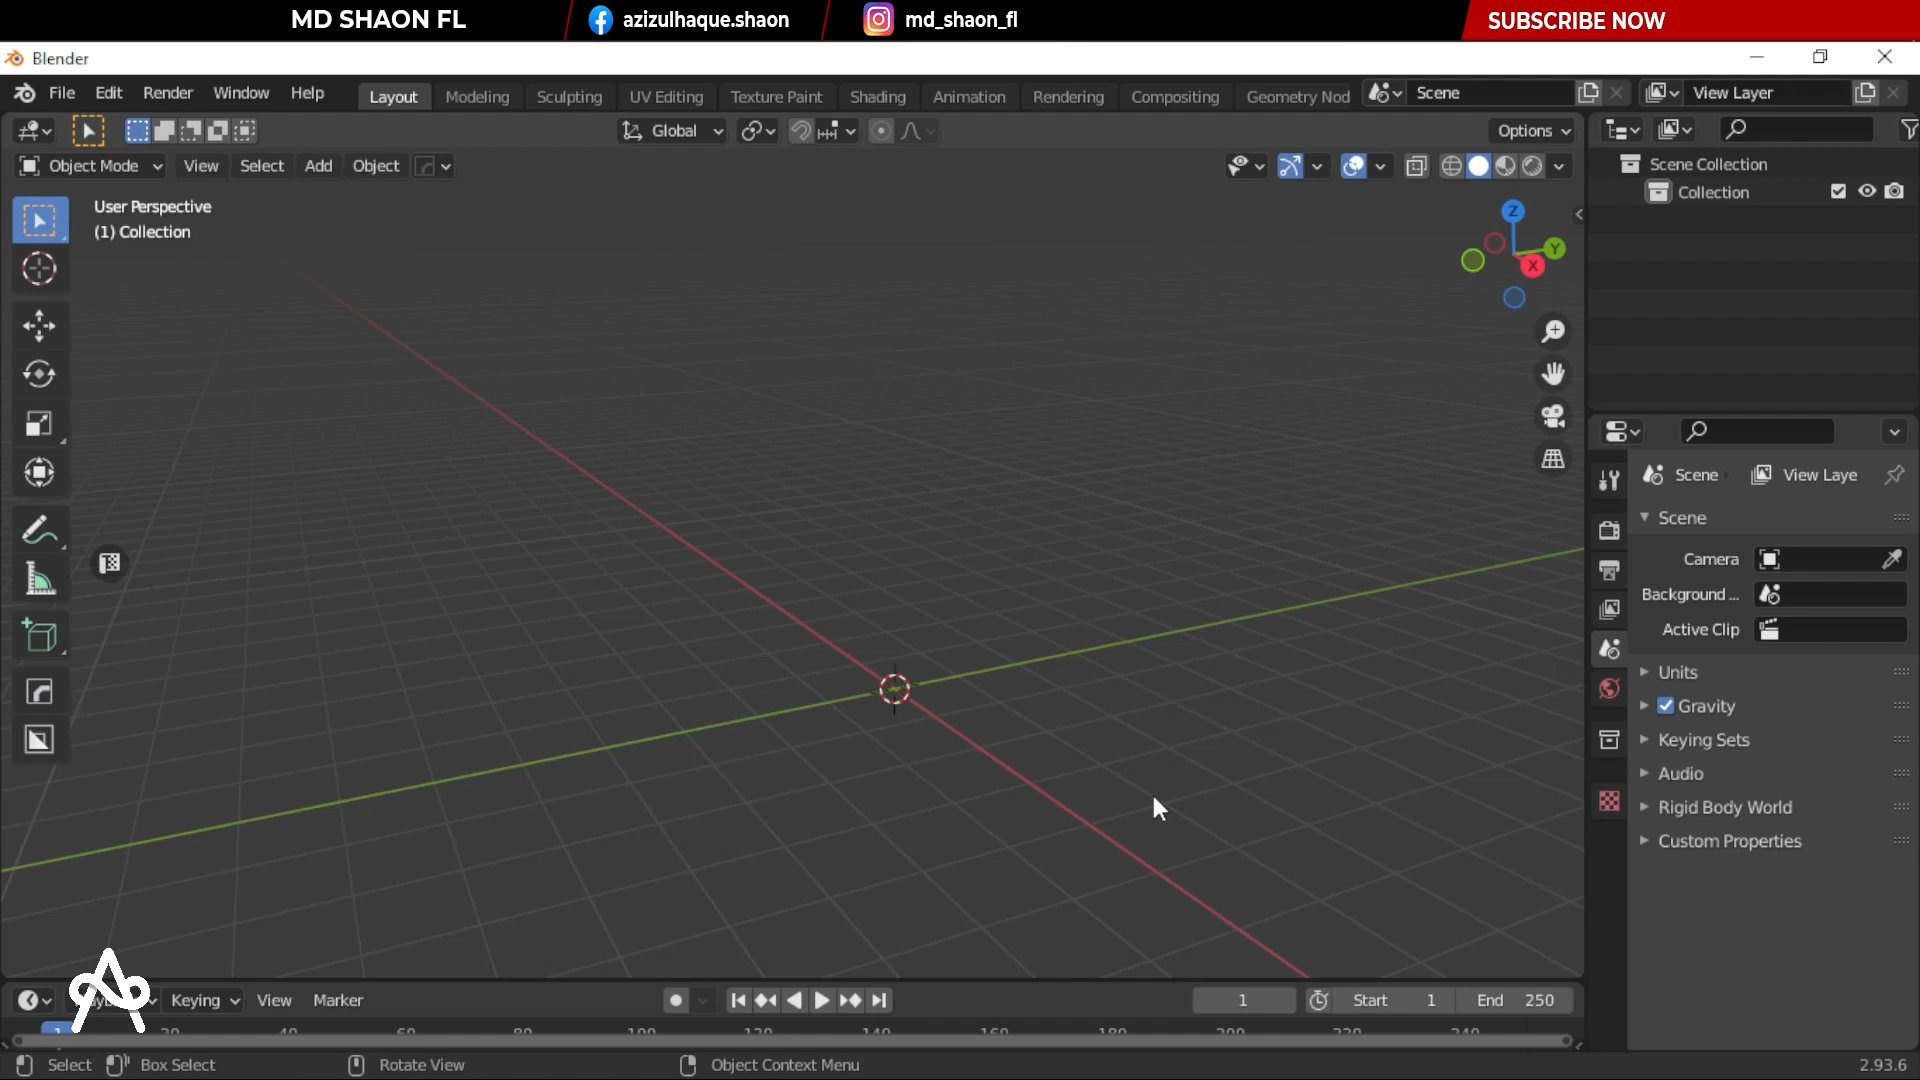 MD SHAON FL azizulhaque.shaon md_shaon_fl SUBSCRIBE NOW
Blender
File Edit Render Window Help Layout Modeling Sculpting UV Editing Texture Paint Shading Animation Rendering Compositing Geometry Nod Scene View Layer
Global Options
Object Mode View Select Add Object
Scene Collection
Collection
User Perspective
(1) Collection
Z
Y
X
Scene View Laye
Scene
Camera
Background ...
Active Clip
Units
Gravity
Keying Sets
Audio
Rigid Body World
Custom Properties
Keying View Marker 1 Start 1 End 250
1 20 40 60 80 100 120 140 160 180 200 220 240
Select Box Select Rotate View Object Context Menu 2.93.6